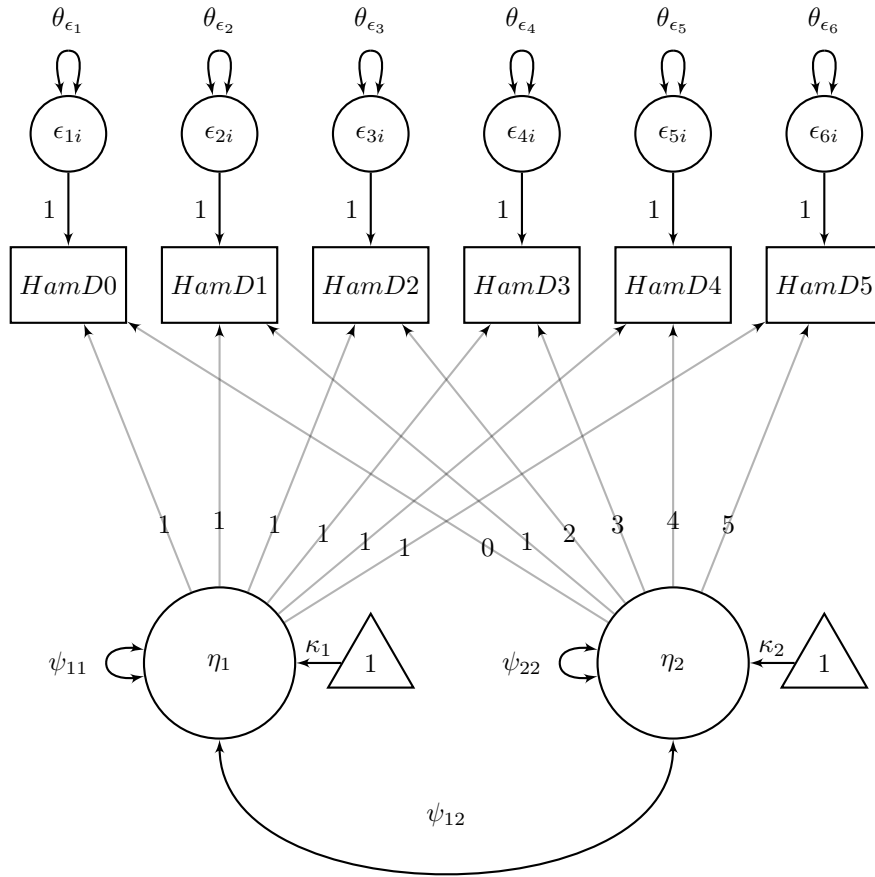 θϵ1 θϵ2 θϵ3 θϵ4 θϵ5 θϵ6
ϵ1i ϵ2i ϵ3i ϵ4i ϵ5i ϵ6i
1 1 1 1 1 1
HamD0 HamD1 HamD2 HamD3 HamD4 HamD5
1 1 1 1 1 1 0 1 2 3 4 5
ψ11 η1 κ1 1 ψ22 η2 κ2 1
ψ12